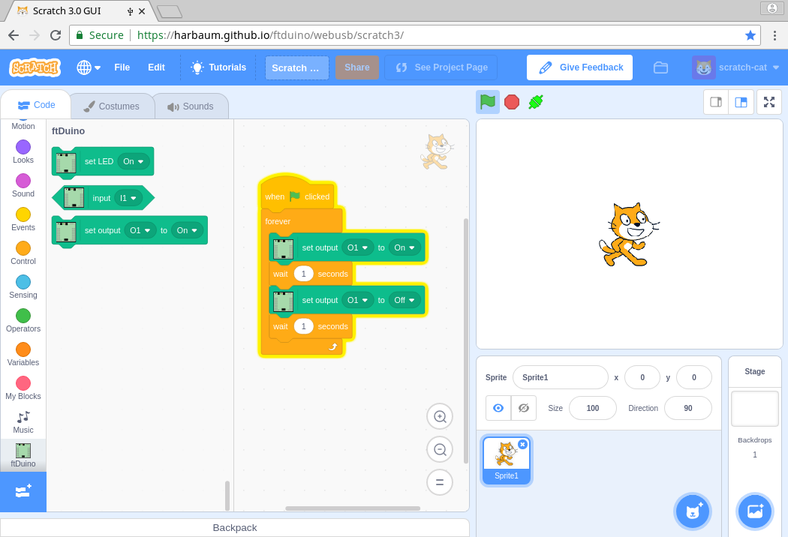 Scratch 3.0 GUI
Secure https://harbaum.github.io/ftduino/webusb/scratch3/
SCRATCH File Edit Tutorials Scratch ... Share See Project Page Give Feedback scratch-cat
Code Costumes Sounds
Motion
Looks
Sound
Events
Control
Sensing
Operators
Variables
My Blocks
Music
ftDuino
ftDuino
set LED On
input I1
set output O1 to On
when clicked
forever
set output O1 to On
wait 1 seconds
set output O1 to Off
wait 1 seconds
Backpack
Sprite Sprite1 x 0 y 0
Size 100 Direction 90
Sprite1
Stage
Backdrops
1